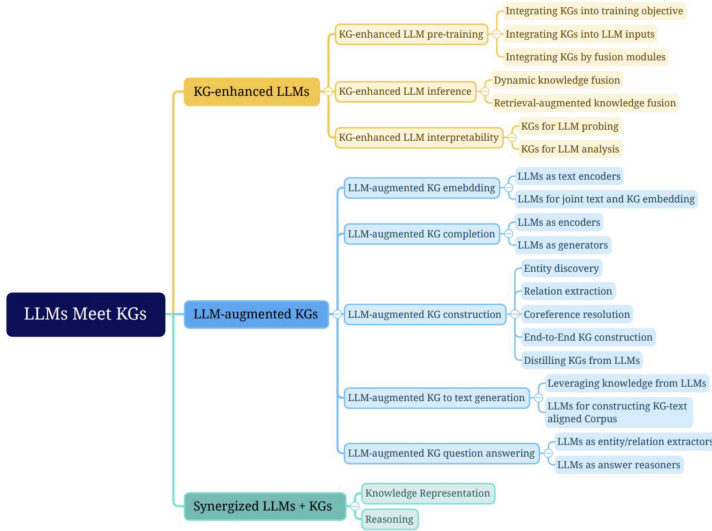 LLMs Meet KGs
KG-enhanced LLMs
KG-enhanced LLM pre-training
Integrating KGs into training objective
Integrating KGs into LLM inputs
Integrating KGs by fusion modules
KG-enhanced LLM inference
Dynamic knowledge fusion
Retrieval-augmented knowledge fusion
KG-enhanced LLM interpretability
KGs for LLM probing
KGs for LLM analysis
LLM-augmented KGs
LLM-augmented KG emebdding
LLMs as text encoders
LLMs for joint text and KG embedding
LLM-augmented KG completion
LLMs as encoders
LLMs as generators
LLM-augmented KG construction
Entity discovery
Relation extraction
Coreference resolution
End-to-End KG construction
Distilling KGs from LLMs
LLM-augmented KG to text generation
Leveraging knowledge from LLMs
LLMs for constructing KG-text
aligned Corpus
LLM-augmented KG question answering
LLMs as entity/relation extractors
LLMs as answer reasoners
Synergized LLMs + KGs
Knowledge Representation
Reasoning